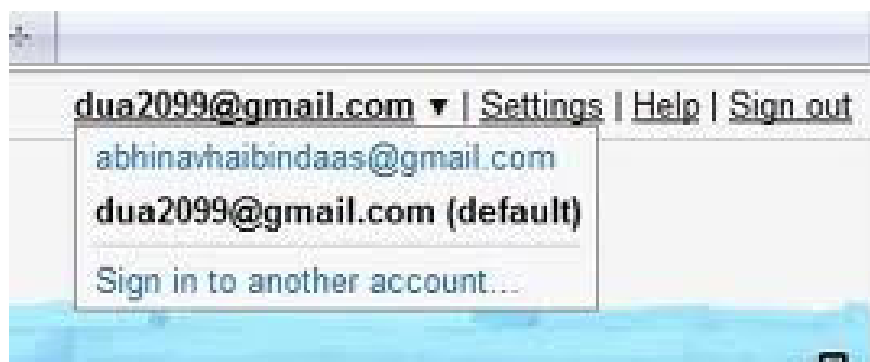 dua2099@gmail.com ▼ | Settings | Help | Sign out
abhinavhaibindaas@gmail.com
dua2099@gmail.com (default)
Sign in to another account...